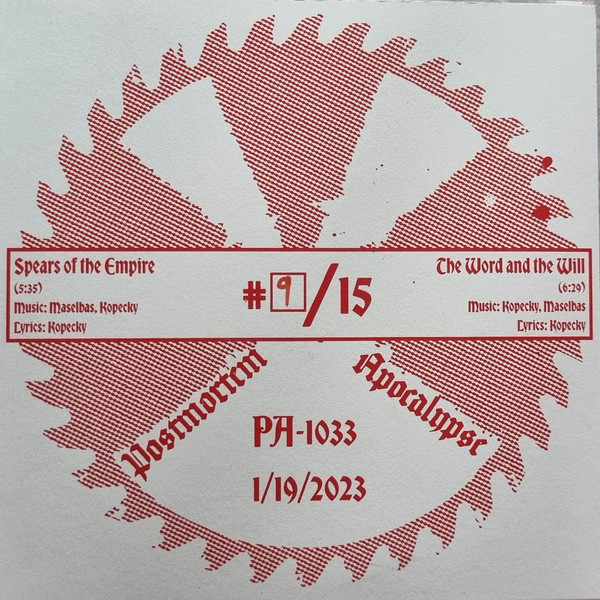 Spears of the Empire
(5:35)
Music: Maselbas, Kopecky
Lyrics: Kopecky
#9/15
The Word and the Will
(6:29)
Music: Kopecky, Maselbas
Lyrics: Kopecky
Postmortem
Apocalypse
PA-1033
1/19/2023